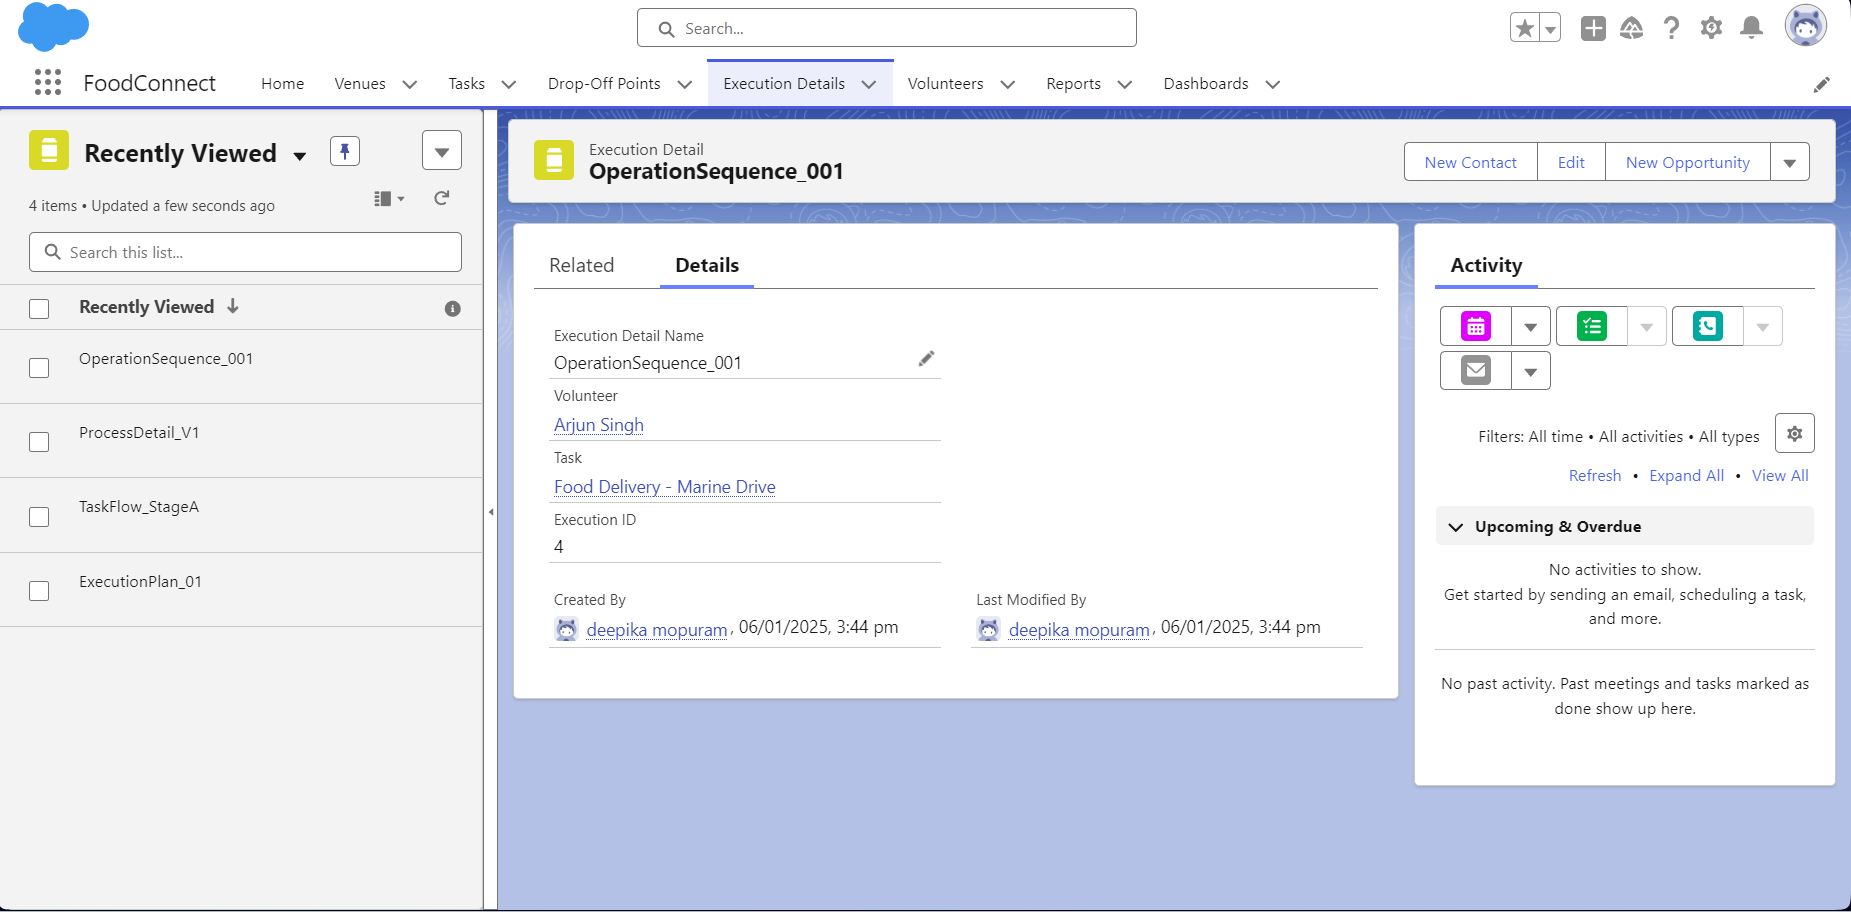 Search...
FoodConnect
Home
Venues
Tasks
Drop-Off Points
Execution Details
Volunteers
Reports
Dashboards
Recently Viewed
4 items • Updated a few seconds ago
Search this list...
Recently Viewed
OperationSequence_001
ProcessDetail_V1
TaskFlow_StageA
ExecutionPlan_01
Execution Detail
OperationSequence_001
New Contact
Edit
New Opportunity
Related
Details
Execution Detail Name
OperationSequence_001
Volunteer
Arjun Singh
Task
Food Delivery - Marine Drive
Execution ID
4
Created By
deepika mopuram, 06/01/2025, 3:44 pm
Last Modified By
deepika mopuram, 06/01/2025, 3:44 pm
Activity
Filters: All time • All activities • All types
Refresh • Expand All • View All
Upcoming & Overdue
No activities to show.
Get started by sending an email, scheduling a task,
and more.
No past activity. Past meetings and tasks marked as
done show up here.